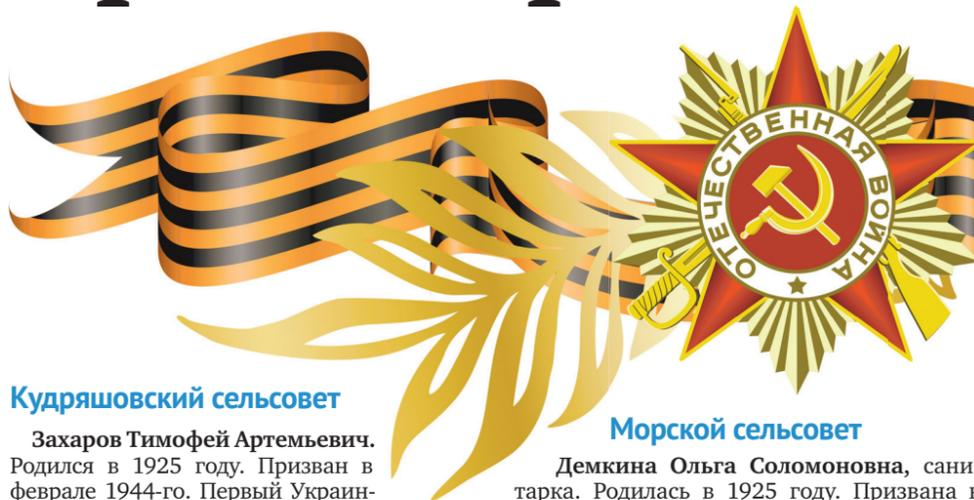 ОТЕЧЕСТВЕННАЯ ВОЙНА
Кудряшовский сельсовет
Захаров Тимофей Артемьевич.
Родился в 1925 году. Призван в
феврале 1944-го. Первый Украин-
Морской сельсовет
Демкина Ольга Соломоновна, сани
тарка. Родилась в 1925 году. Призвана